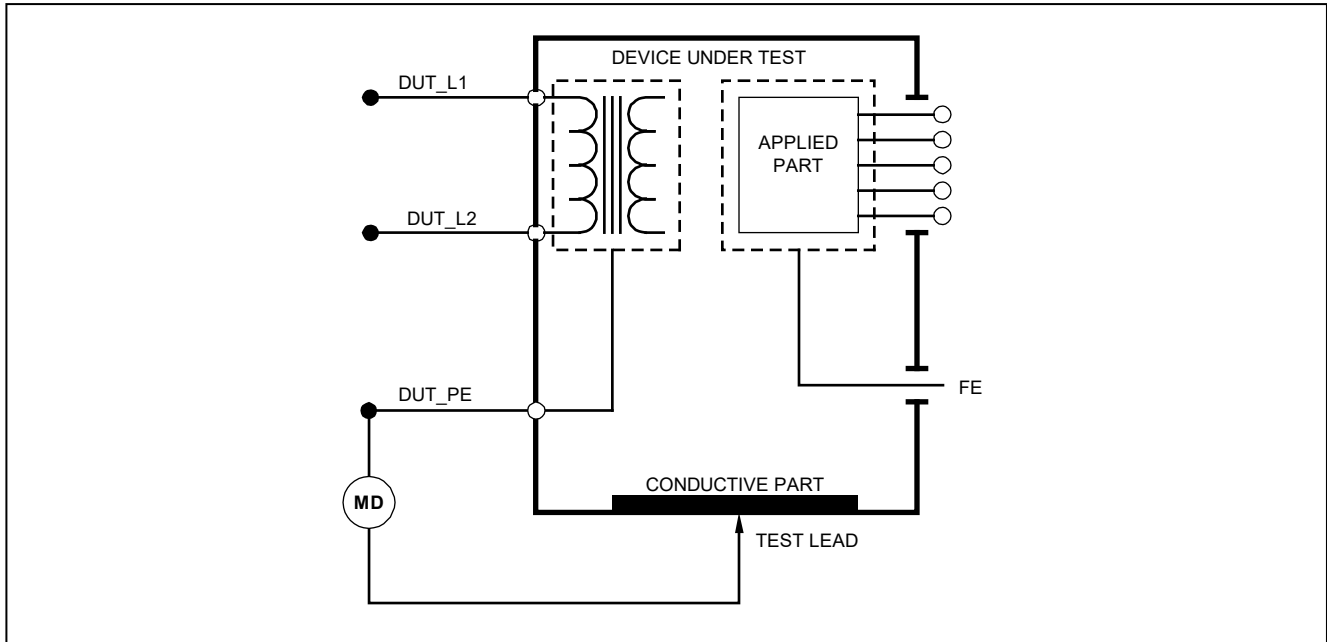 DEVICE UNDER TEST
DUT_L1
APPLIED
PART
DUT_L2
DUT_PE
FE
CONDUCTIVE PART
MD
TEST LEAD